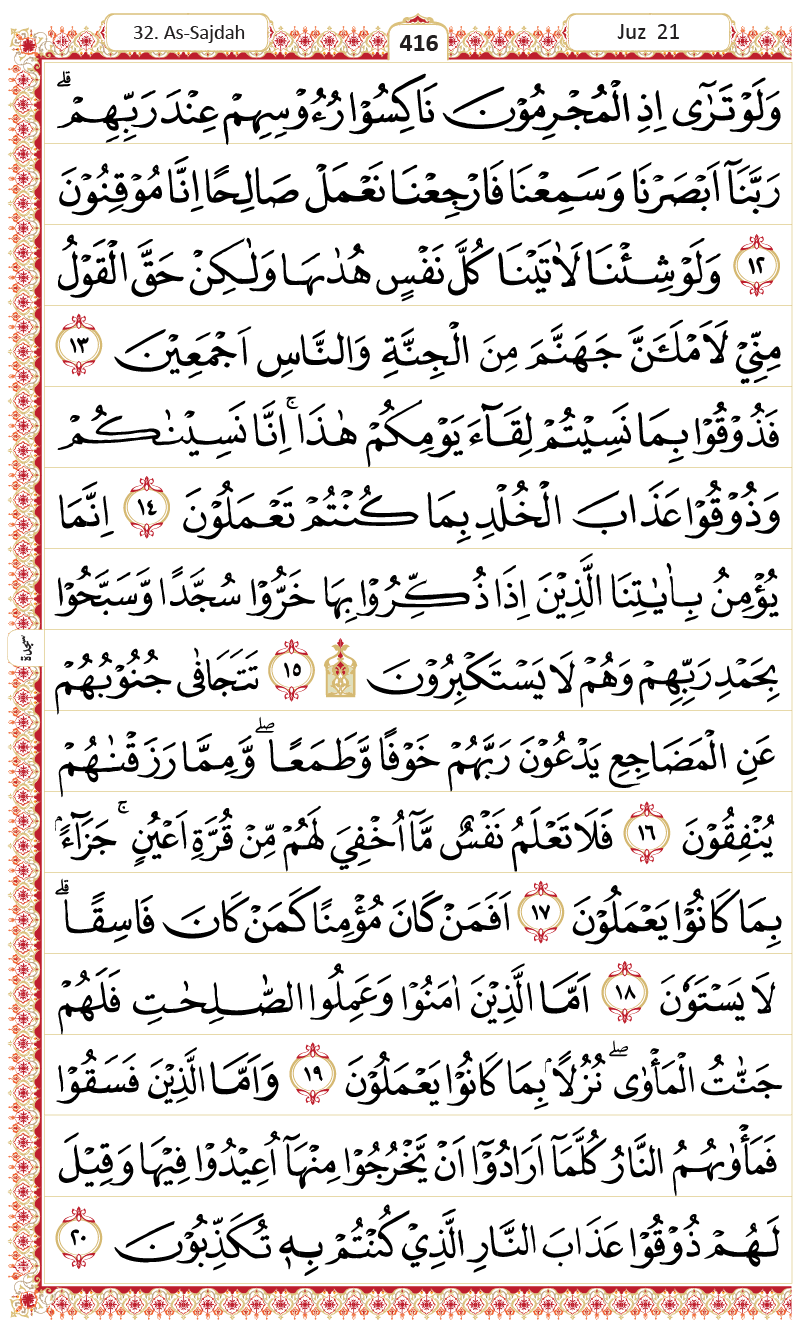 32. As-Sajdah
416
Juz 21
وَلَوْ تَرٰٓى اِذِ الْمُجْرِمُوْنَ نَاكِسُوْا رُءُوْسِهِمْ عِنْدَ رَبِّهِمْ ۗ
رَبَّنَآ اَبْصَرْنَا وَسَمِعْنَا فَارْجِعْنَا نَعْمَلْ صَالِحًا اِنَّا مُوْقِنُوْنَ
١٢ وَلَوْ شِئْنَا لَاٰتَيْنَا كُلَّ نَفْسٍ هُدٰىهَا وَلٰكِنْ حَقَّ الْقَوْلُ
مِنِّيْ لَاَمْلَـَٔنَّ جَهَنَّمَ مِنَ الْجِنَّةِ وَالنَّاسِ اَجْمَعِيْنَ ١٣
فَذُوْقُوْا بِمَا نَسِيْتُمْ لِقَاۤءَ يَوْمِكُمْ هٰذَا ۚ اِنَّا نَسِيْنٰكُمْ
وَذُوْقُوْا عَذَابَ الْخُلْدِ بِمَا كُنْتُمْ تَعْمَلُوْنَ ١٤ اِنَّمَا
يُؤْمِنُ بِاٰيٰتِنَا الَّذِيْنَ اِذَا ذُكِّرُوْا بِهَا خَرُّوْا سُجَّدًا وَّسَبَّحُوْا
سجدة
بِحَمْدِ رَبِّهِمْ وَهُمْ لَا يَسْتَكْبِرُوْنَ ۩ ١٥ تَتَجَافٰى جُنُوْبُهُمْ
عَنِ الْمَضَاجِعِ يَدْعُوْنَ رَبَّهُمْ خَوْفًا وَّطَمَعًا ۖ وَّمِمَّا رَزَقْنٰهُمْ
يُنْفِقُوْنَ ١٦ فَلَا تَعْلَمُ نَفْسٌ مَّآ اُخْفِيَ لَهُمْ مِّنْ قُرَّةِ اَعْيُنٍ ۚ جَزَاۤءًۢ
بِمَا كَانُوْا يَعْمَلُوْنَ ١٧ اَفَمَنْ كَانَ مُؤْمِنًا كَمَنْ كَانَ فَاسِقًا ۗ
لَا يَسْتَوٗنَ ١٨ اَمَّا الَّذِيْنَ اٰمَنُوْا وَعَمِلُوا الصّٰلِحٰتِ فَلَهُمْ
جَنّٰتُ الْمَأْوٰى ۖ نُزُلًاۢ بِمَا كَانُوْا يَعْمَلُوْنَ ١٩ وَاَمَّا الَّذِيْنَ فَسَقُوْا
فَمَأْوٰىهُمُ النَّارُ كُلَّمَآ اَرَادُوْٓا اَنْ يَّخْرُجُوْا مِنْهَآ اُعِيْدُوْا فِيْهَا وَقِيْلَ
لَهُمْ ذُوْقُوْا عَذَابَ النَّارِ الَّذِيْ كُنْتُمْ بِهٖ تُكَذِّبُوْنَ ٢٠